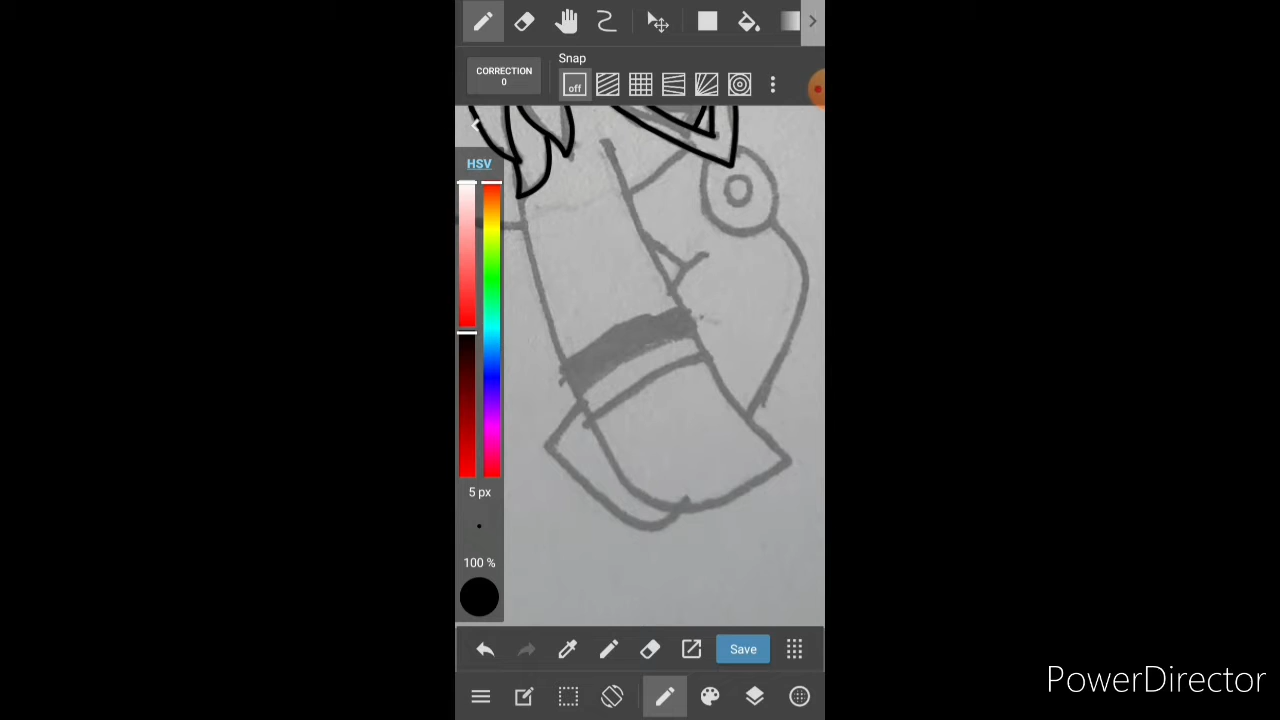 Snap
CORRECTION
0
off
HSV
5 px
100 %
Save
PowerDirector